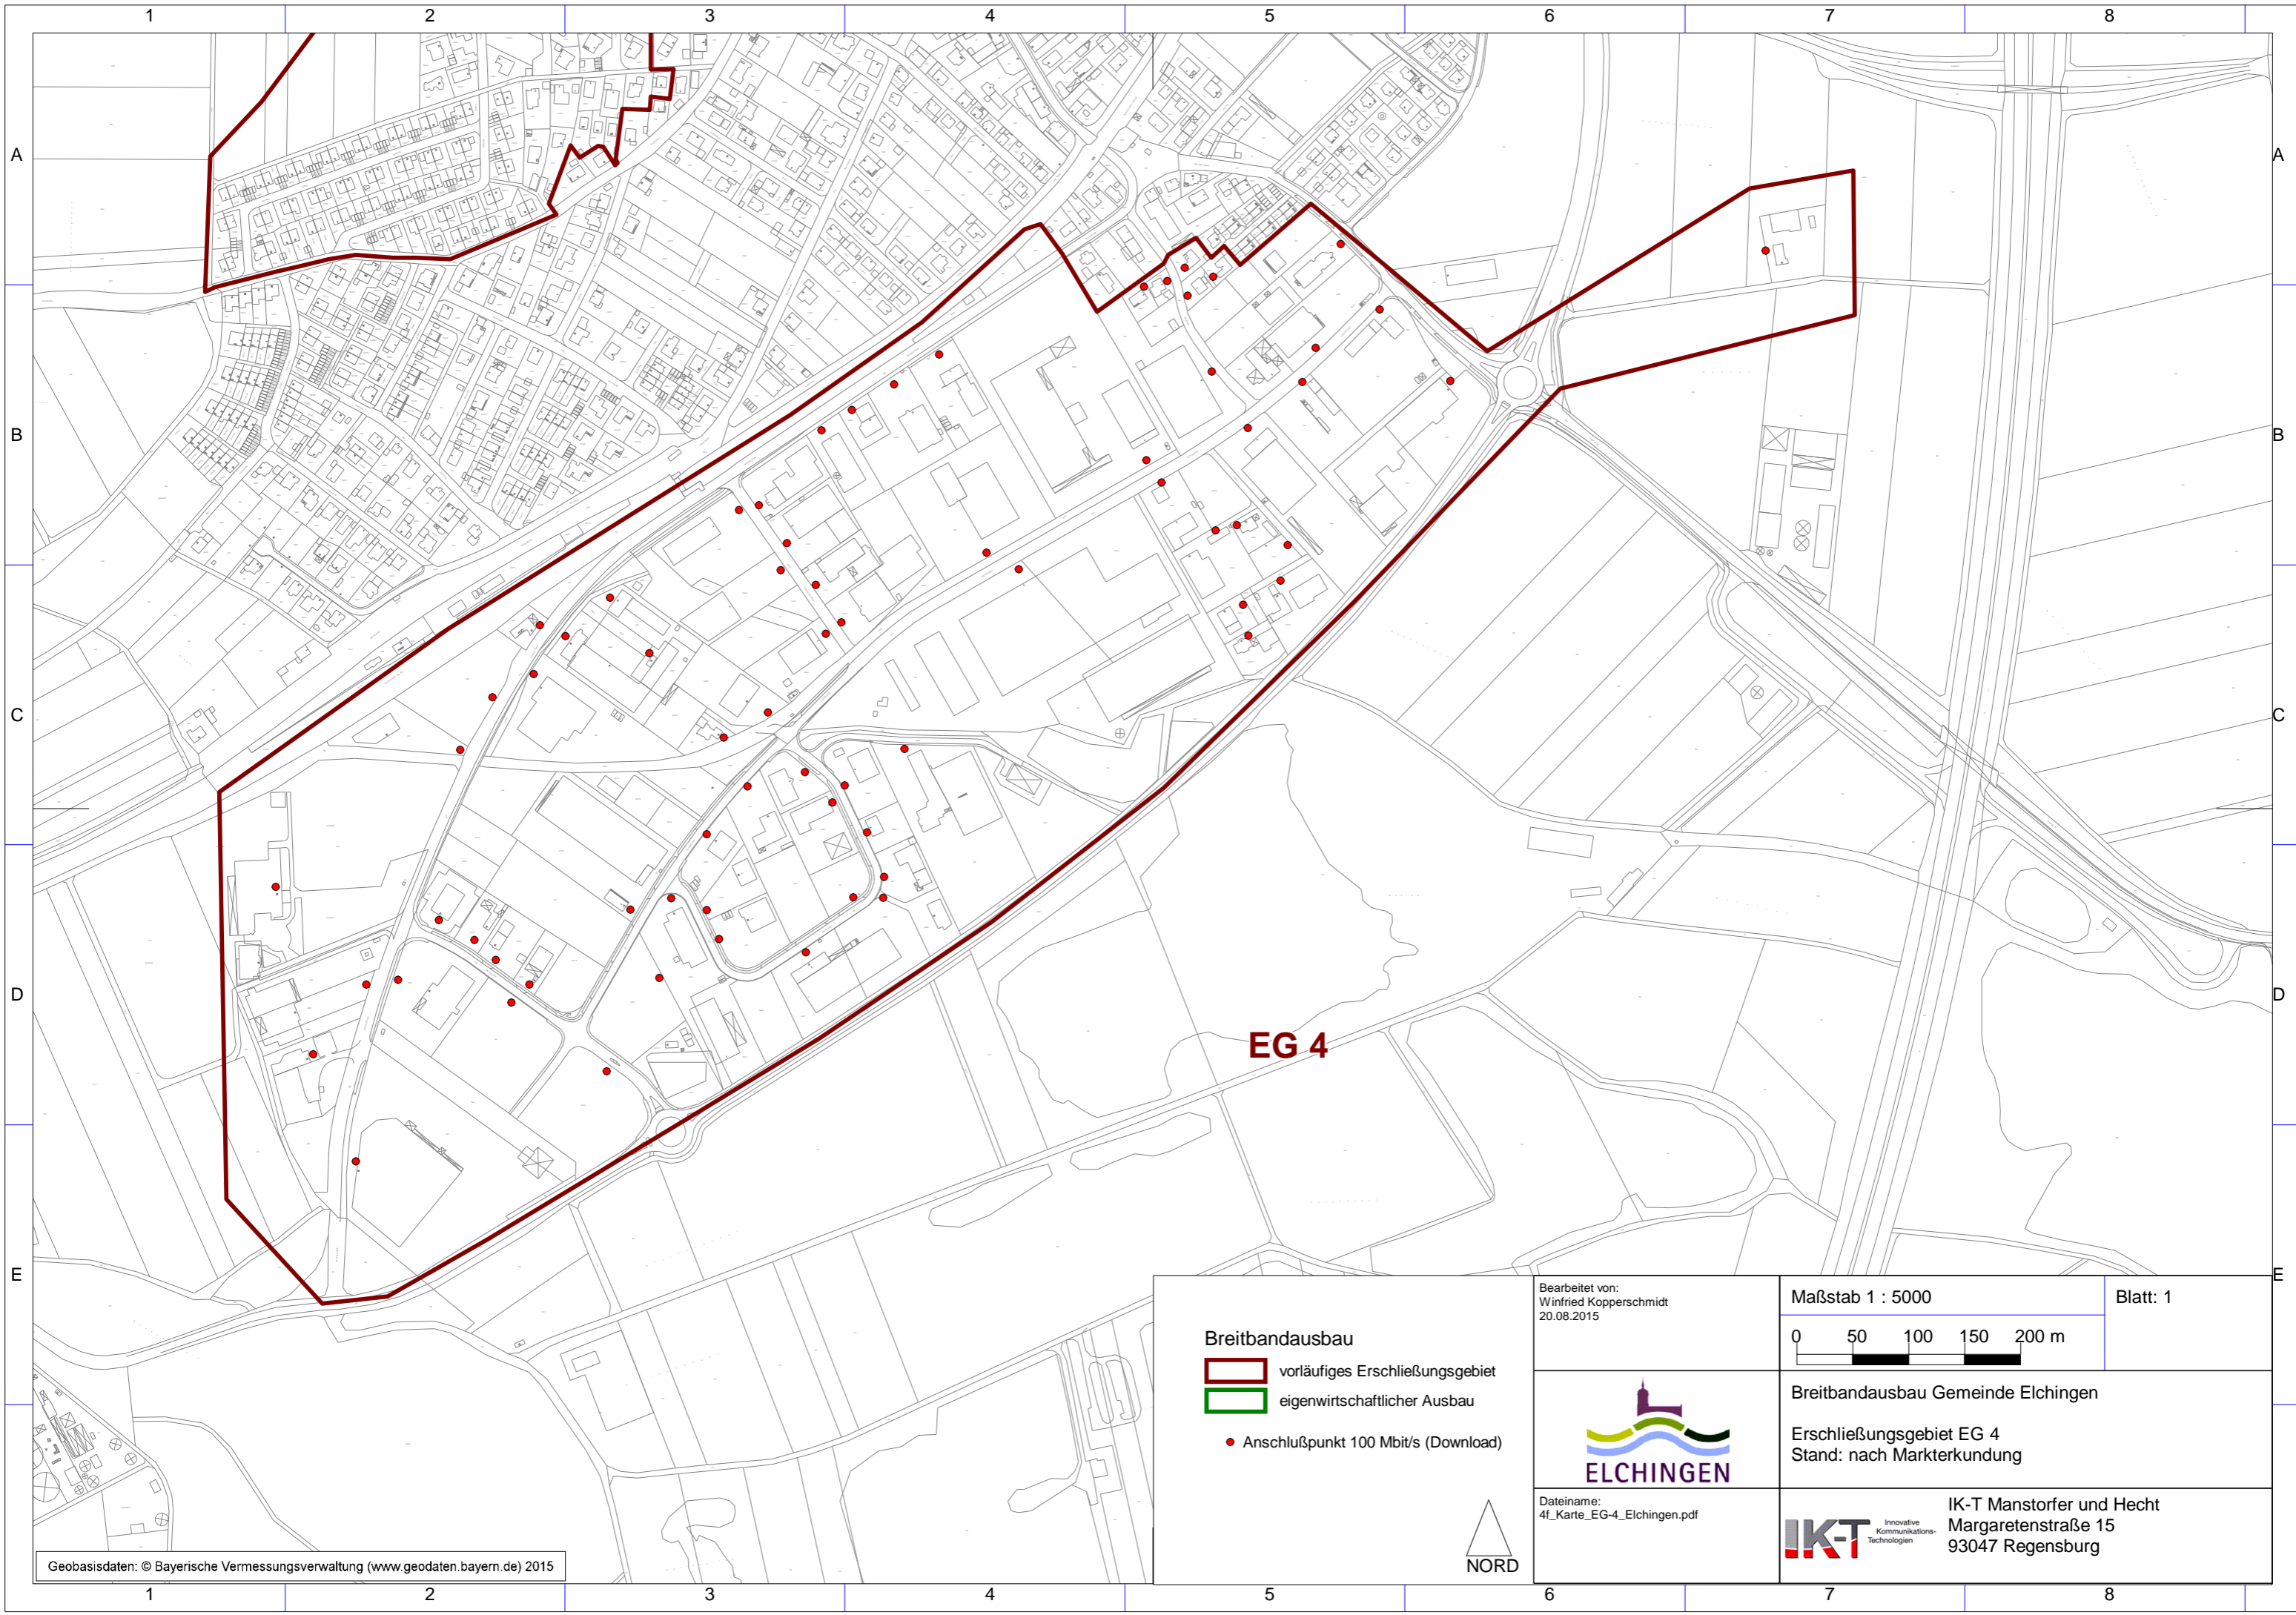 1 2 3 4 5 6 7 8
A A
B B
C C
D D
E E
EG 4
Breitbandausbau
vorläufiges Erschließungsgebiet
eigenwirtschaftlicher Ausbau
Anschlußpunkt 100 Mbit/s (Download)
NORD
Bearbeitet von:
Winfried Kopperschmidt
20.08.2015
Maßstab 1 : 5000
Blatt: 1
0 50 100 150 200 m
ELCHINGEN
Breitbandausbau Gemeinde Elchingen
Erschließungsgebiet EG 4
Stand: nach Markterkundung
Dateiname:
4f_Karte_EG-4_Elchingen.pdf
IK-T
Innovative
Kommunikations-
Technologien
IK-T Manstorfer und Hecht
Margaretenstraße 15
93047 Regensburg
Geobasisdaten: © Bayerische Vermessungsverwaltung (www.geodaten.bayern.de) 2015
1 2 3 4 5 6 7 8